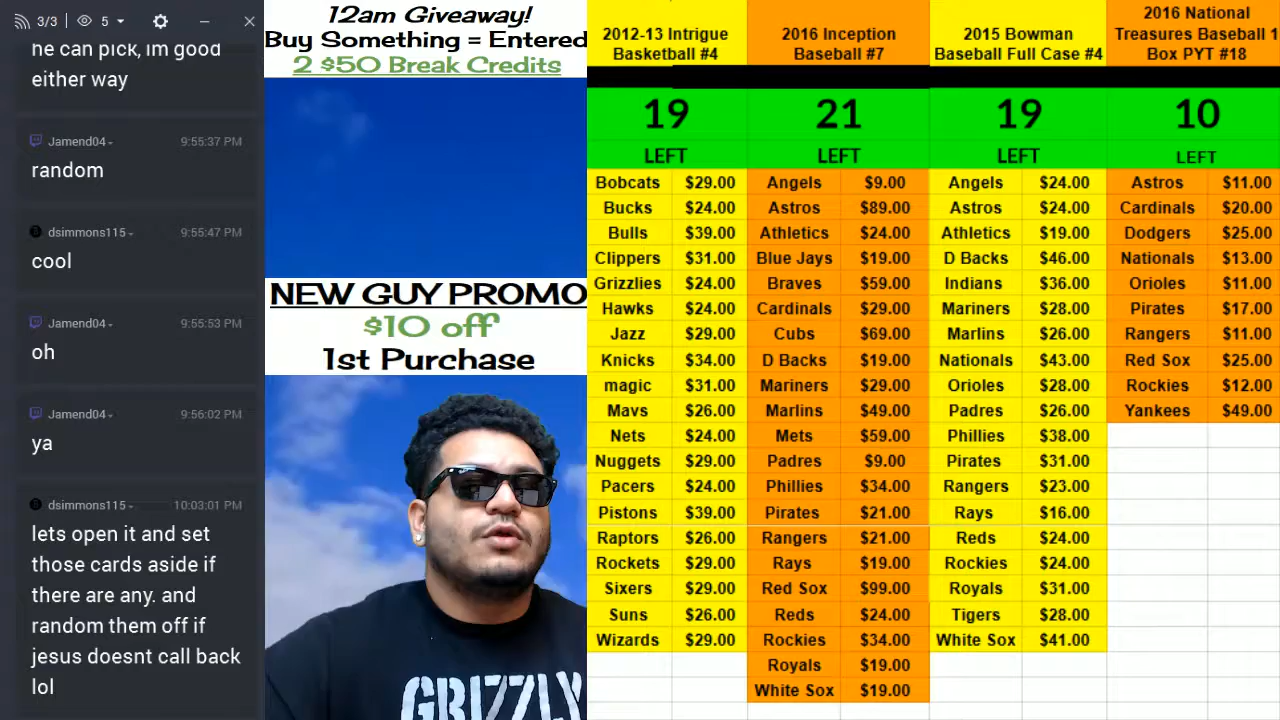 3/3 5
he can pick, im good
either way
Jamend04 9:55:37 PM
random
dsimmons115 9:55:47 PM
cool
Jamend04 9:55:53 PM
oh
Jamend04 9:56:02 PM
ya
dsimmons115 10:03:01 PM
lets open it and set
those cards aside if
there are any. and
random them off if
jesus doesnt call back
lol
12am Giveaway!
Buy Something = Entered
2 $50 Break Credits
NEW GUY PROMO
$10 off
1st Purchase
GRIZZLY
2012-13 Intrigue
Basketball #4
19
LEFT
Bobcats $29.00
Bucks $24.00
Bulls $39.00
Clippers $31.00
Grizzlies $24.00
Hawks $24.00
Jazz $29.00
Knicks $34.00
magic $31.00
Mavs $26.00
Nets $24.00
Nuggets $29.00
Pacers $24.00
Pistons $39.00
Raptors $26.00
Rockets $29.00
Sixers $29.00
Suns $26.00
Wizards $29.00
2016 Inception
Baseball #7
21
LEFT
Angels $9.00
Astros $89.00
Athletics $24.00
Blue Jays $19.00
Braves $59.00
Cardinals $29.00
Cubs $69.00
D Backs $19.00
Mariners $29.00
Marlins $49.00
Mets $59.00
Padres $9.00
Phillies $34.00
Pirates $21.00
Rangers $21.00
Rays $19.00
Red Sox $99.00
Reds $24.00
Rockies $34.00
Royals $19.00
White Sox $19.00
2015 Bowman
Baseball Full Case #4
19
LEFT
Angels $24.00
Astros $24.00
Athletics $19.00
D Backs $46.00
Indians $36.00
Mariners $28.00
Marlins $26.00
Nationals $43.00
Orioles $28.00
Padres $26.00
Phillies $38.00
Pirates $31.00
Rangers $23.00
Rays $16.00
Reds $24.00
Rockies $24.00
Royals $31.00
Tigers $28.00
White Sox $41.00
2016 National
Treasures Baseball 1
Box PYT #18
10
LEFT
Astros $11.00
Cardinals $20.00
Dodgers $25.00
Nationals $13.00
Orioles $11.00
Pirates $17.00
Rangers $11.00
Red Sox $25.00
Rockies $12.00
Yankees $49.00